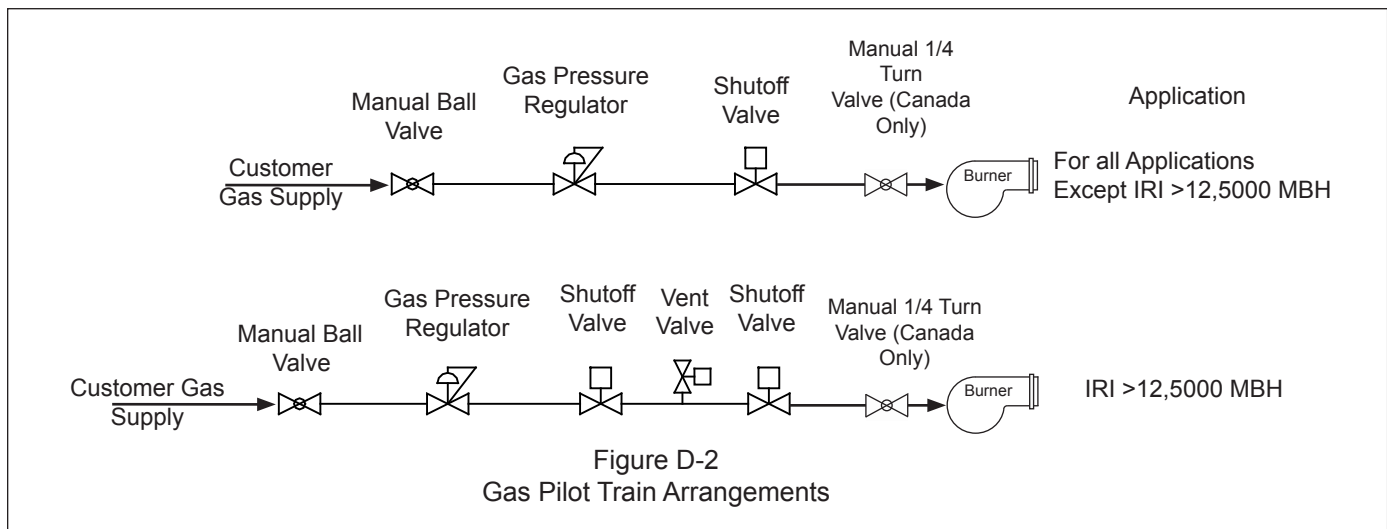 Manual Ball
Valve
Gas Pressure
Regulator
Shutoff
Valve
Manual 1/4
Turn
Valve (Canada
Only)
Application
Customer
Gas Supply
Burner
For all Applications
Except IRI >12,5000 MBH
Manual Ball
Valve
Gas Pressure
Regulator
Shutoff
Valve
Vent
Valve
Shutoff
Valve
Manual 1/4 Turn
Valve (Canada
Only)
Customer Gas
Supply
Burner
IRI >12,5000 MBH
Figure D-2
Gas Pilot Train Arrangements